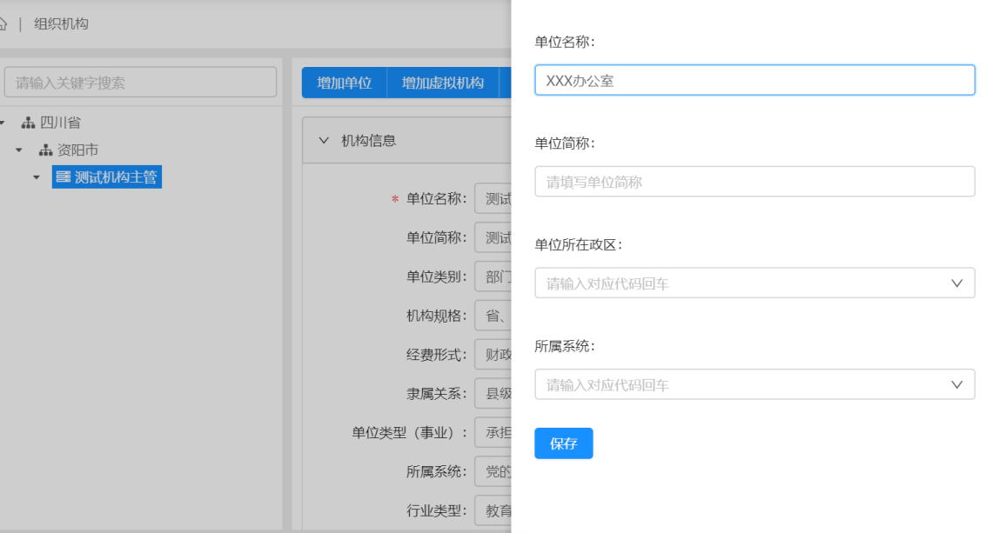 组织机构
请输入关键字搜索
四川省
资阳市
测试机构主管
增加单位 增加虚拟机构
机构信息
* 单位名称: 测试
单位简称: 测试
单位类别: 部门
机构规格: 省、
经费形式: 财政
隶属关系: 县级
单位类型（事业）: 承担
所属系统: 党的
行业类型: 教育
单位名称:
XXX办公室
单位简称:
请填写单位简称
单位所在政区:
请输入对应代码回车
所属系统:
请输入对应代码回车
保存